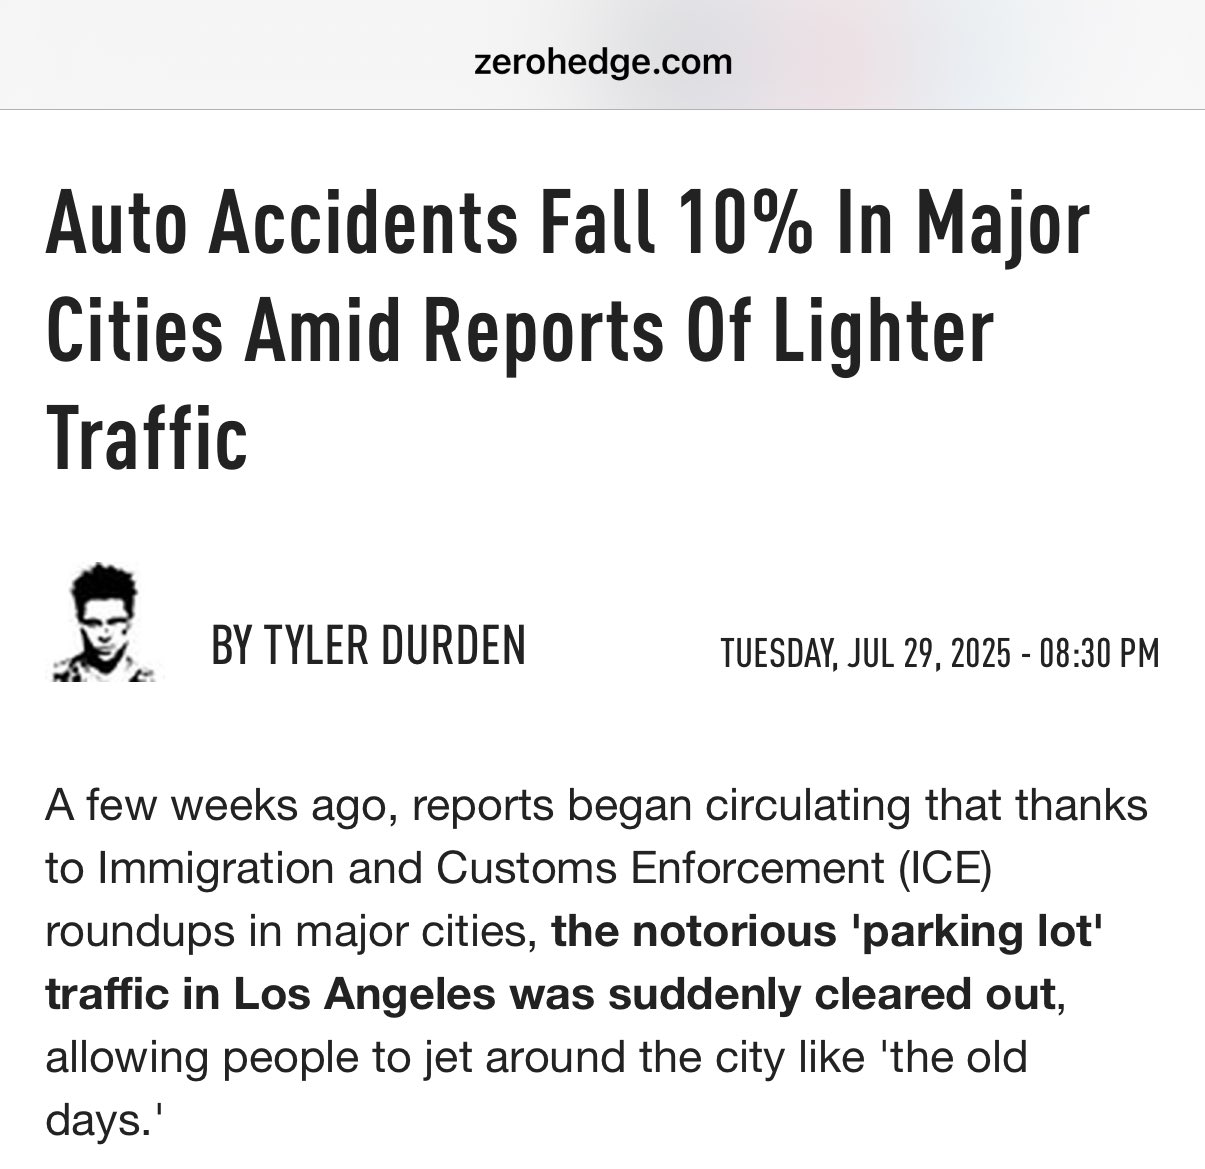 zerohedge.com
Auto Accidents Fall 10% In Major
Cities Amid Reports Of Lighter
Traffic
BY TYLER DURDEN
TUESDAY, JUL 29, 2025 - 08:30 PM
A few weeks ago, reports began circulating that thanks
to Immigration and Customs Enforcement (ICE)
roundups in major cities, the notorious 'parking lot'
traffic in Los Angeles was suddenly cleared out,
allowing people to jet around the city like 'the old
days.'